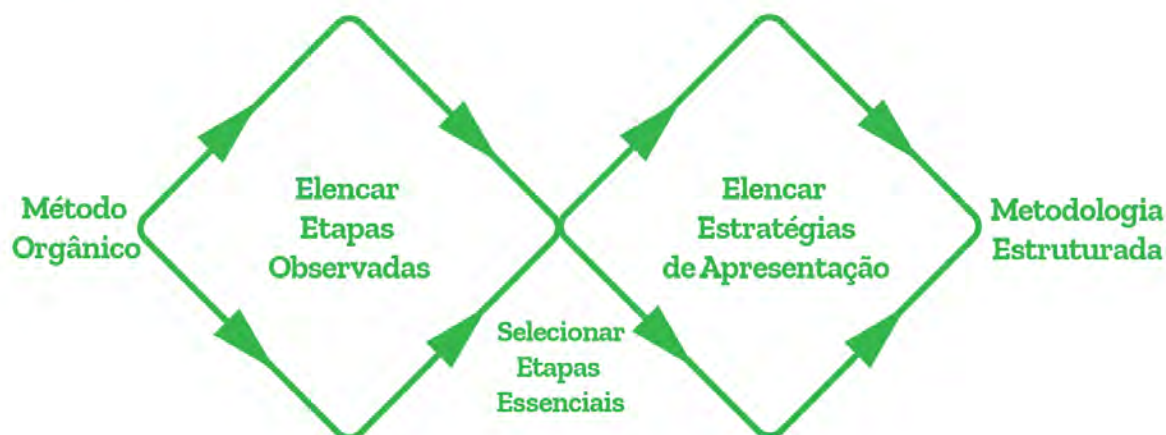 Método
Orgânico
Elencar
Etapas
Observadas
Selecionar
Etapas
Essenciais
Elencar
Estratégias
de Apresentação
Metodologia
Estruturada